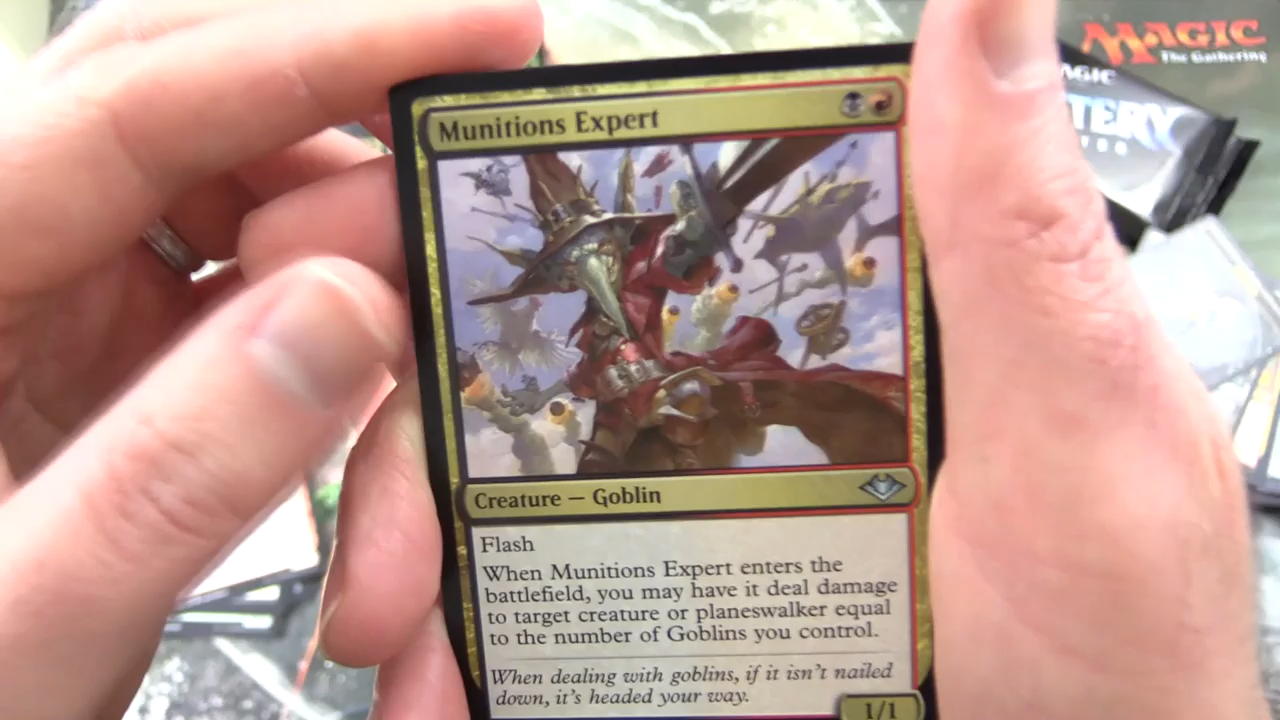 MAGIC
The Gathering
AGIC
TERY
Munitions Expert
Creature — Goblin
Flash
When Munitions Expert enters the
battlefield, you may have it deal damage
to target creature or planeswalker equal
to the number of Goblins you control.
When dealing with goblins, if it isn't nailed
down, it's headed your way.
1/1